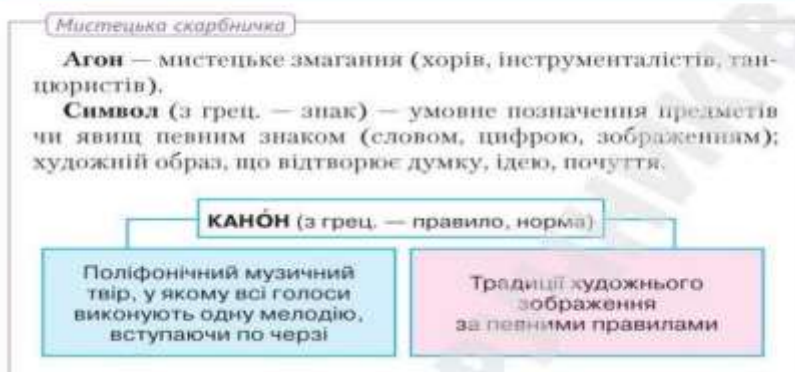 Мистецька скарбничка
Агон — мистецьке змагання (хорів, інструменталістів, тан-
цюристів).
Символ (з грец. — знак) — умовне позначення предметів
чи явищ певним знаком (словом, цифрою, зображенням);
художній образ, що відтворює думку, ідею, почуття.
КАНО́Н (з грец. — правило, норма)
Поліфонічний музичний
твір, у якому всі голоси
виконують одну мелодію,
вступаючи по черзі
Традиції художнього
зображення
за певними правилами